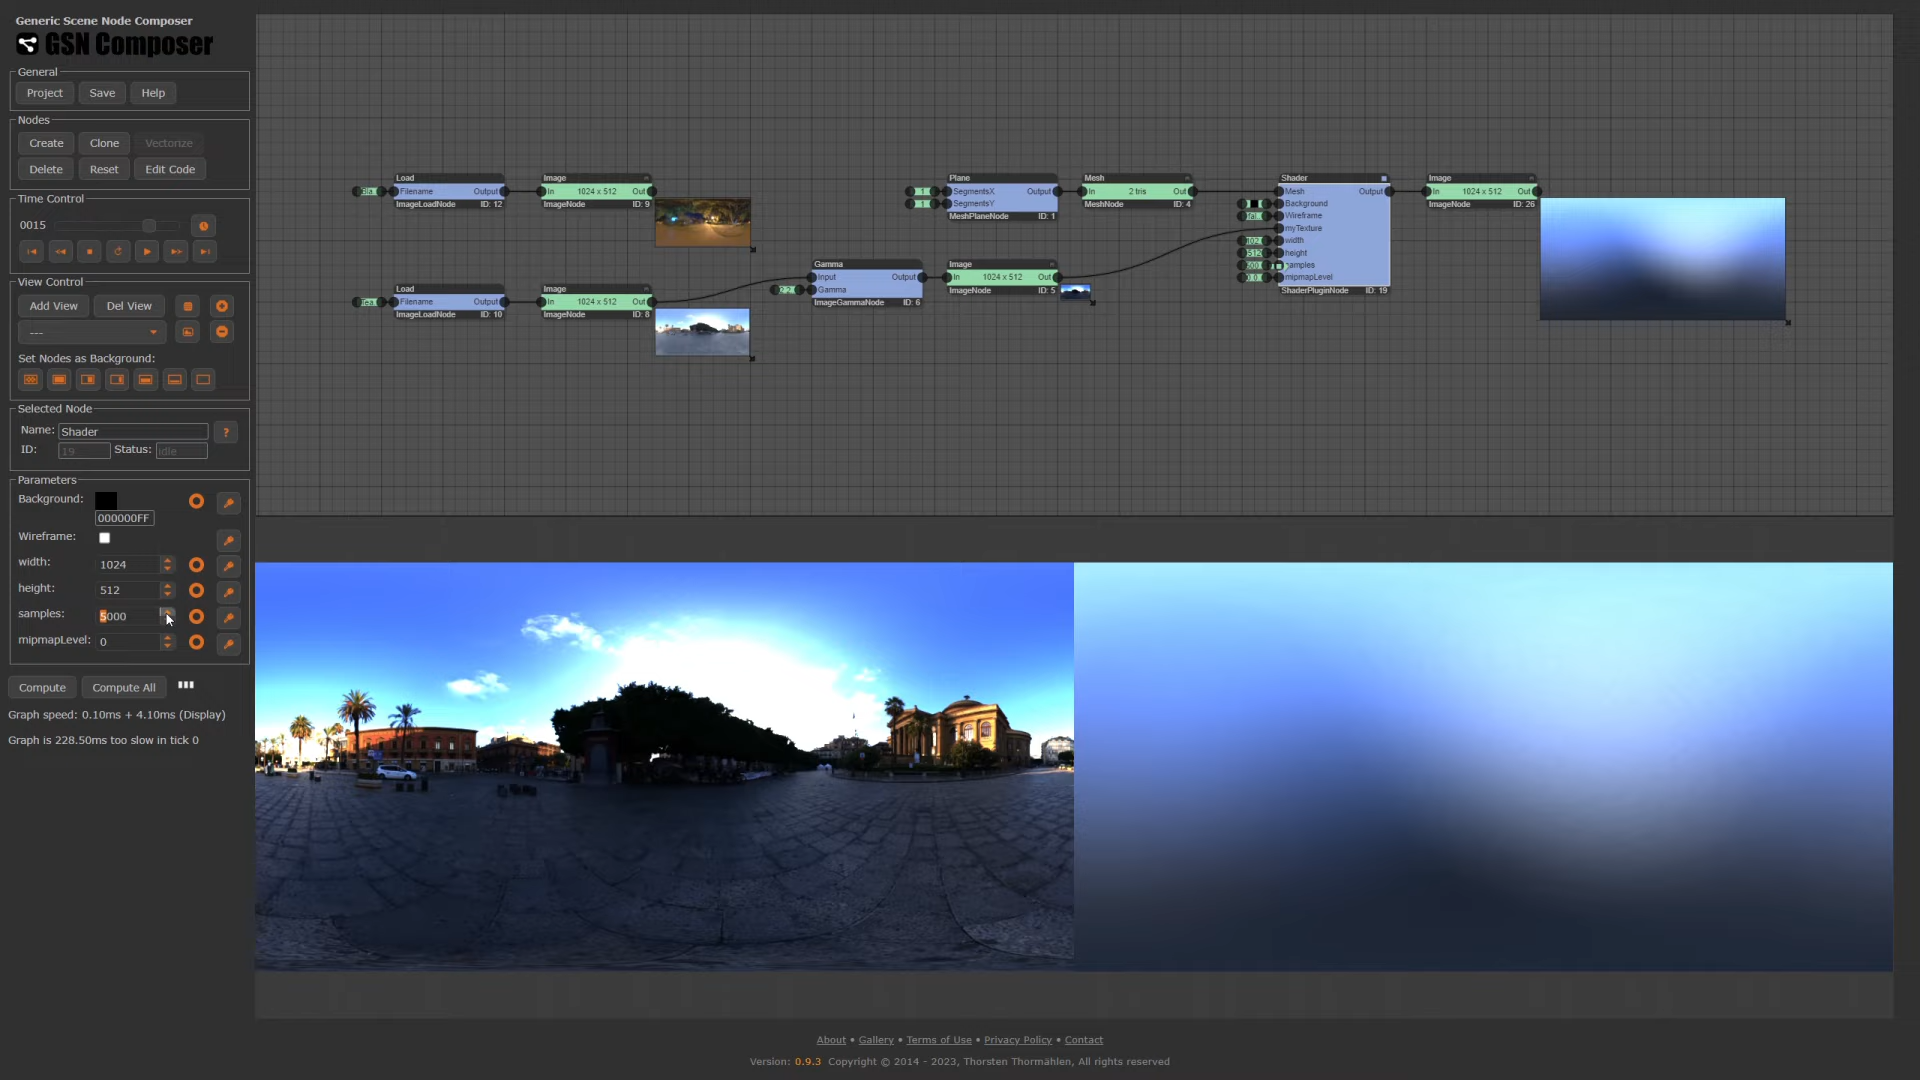 Generic Scene Node Composer
GSN Composer
General
Project Save Help
Nodes
Create Clone Vectorize
Delete Reset Edit Code
Time Control
0015
View Control
Add View Del View
---
Set Nodes as Background:
Selected Node
Name: Shader ?
ID: 19 Status: idle
Parameters
Background:
000000FF
Wireframe:
width: 1024
height: 512
samples: 5000
mipmapLevel: 0
Compute Compute All
Graph speed: 0.10ms + 4.10ms (Display)
Graph is 228.50ms too slow in tick 0
Load
Filename Output
ImageLoadNode ID: 12
Image
In 1024 x 512 Out
ImageNode ID: 9
Load
Filename Output
ImageLoadNode ID: 10
Image
In 1024 x 512 Out
ImageNode ID: 8
Gamma
Input Output
2.2 Gamma
ImageGammaNode ID: 6
Plane
1 SegmentsX Output
1 SegmentsY
MeshPlaneNode ID: 1
Image
In 1024 x 512 Out
ImageNode ID: 5
Mesh
In 2 tris Out
MeshNode ID: 4
Shader
Mesh Output
Background
Wireframe
myTexture
width
512 height
samples
0.0 mipmapLevel
ShaderPluginNode ID: 19
Image
In 1024 x 512 Out
ImageNode ID: 26
About • Gallery • Terms of Use • Privacy Policy • Contact
Version: 0.9.3 Copyright © 2014 - 2023, Thorsten Thormählen, All rights reserved